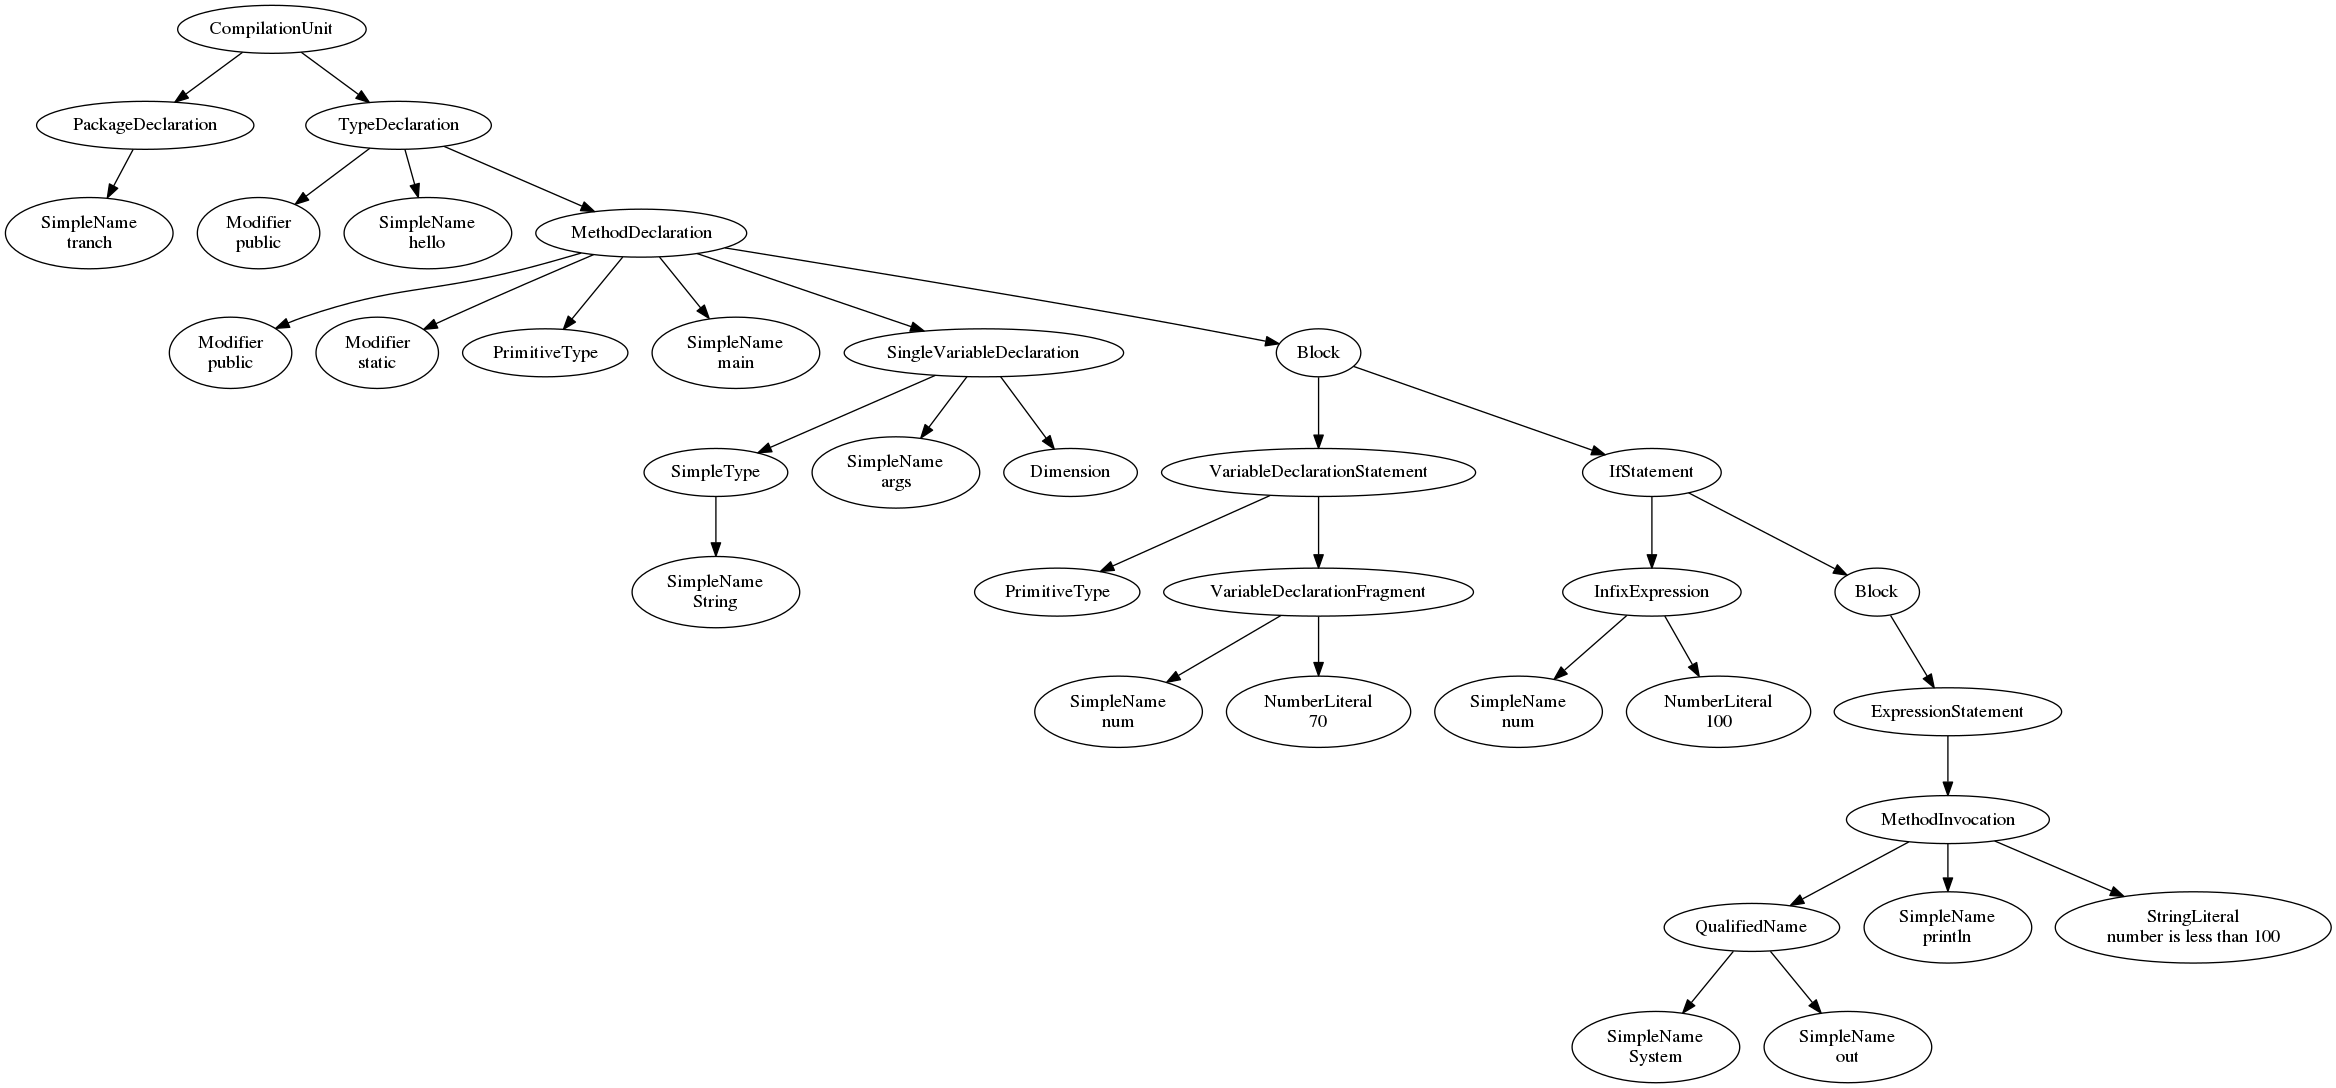 CompilationUnit
PackageDeclaration
TypeDeclaration
SimpleName
tranch
Modifier
public
SimpleName
hello
MethodDeclaration
Modifier
public
Modifier
static
PrimitiveType
SimpleName
main
SingleVariableDeclaration
Block
SimpleType
SimpleName
args
Dimension
VariableDeclarationStatement
IfStatement
SimpleName
String
PrimitiveType
VariableDeclarationFragment
InfixExpression
Block
SimpleName
num
NumberLiteral
70
SimpleName
num
NumberLiteral
100
ExpressionStatement
MethodInvocation
QualifiedName
SimpleName
println
StringLiteral
number is less than 100
SimpleName
System
SimpleName
out